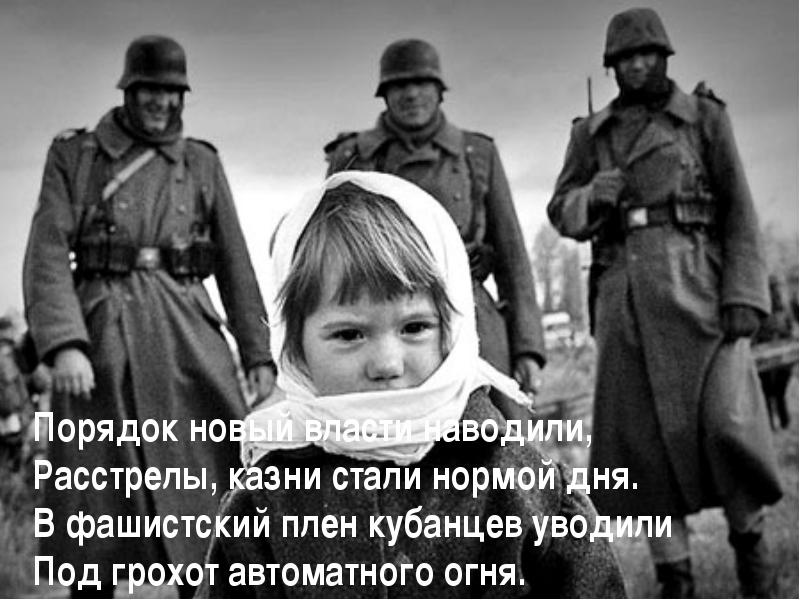 Порядок новый власти наводили,
Расстрелы, казни стали нормой дня.
В фашистский плен кубанцев уводили
Под грохот автоматного огня.